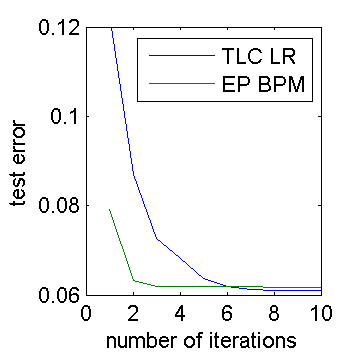 0.12
TLC LR
EP BPM
0.1
test error
0.08
0.06
0 2 4 6 8 10
number of iterations